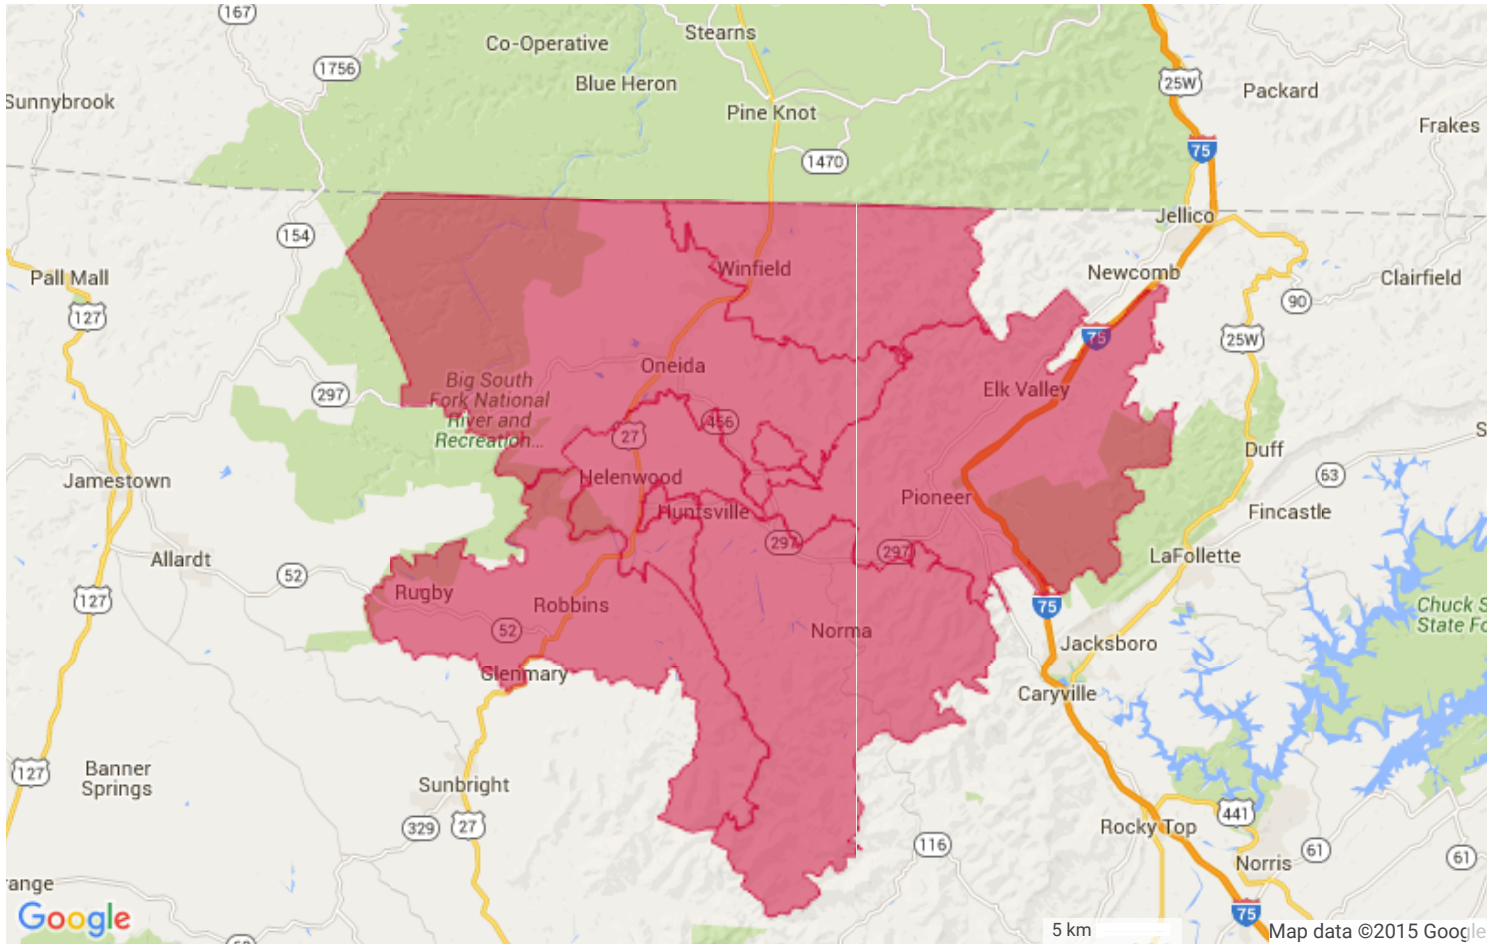 167
Stearns
Co-Operative
1756
Blue Heron
25W
Packard
Sunnybrook
Pine Knot
Frakes
75
1470
Jellico
154
Winfield
Newcomb
Pall Mall
Clairfield
127
90
75
25W
Oneida
Big South
Fork National
River and
Recreation...
Elk Valley
297
456
27
Duff
S
Helenwood
63
Jamestown
Pioneer
Huntsville
Fincastle
297
297
LaFollette
Allardt
52
Rugby
127
Robbins
75
Chuck S
State Fo
52
Norma
Jacksboro
Glenmary
Caryville
127
Banner
Springs
Sunbright
441
329
27
Rocky Top
116
61
61
Norris
range
Google
75
5 km
Map data ©2015 Google